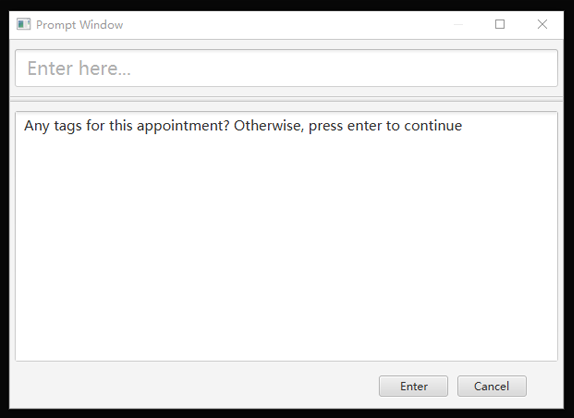 Prompt Window
Enter here...
Any tags for this appointment? Otherwise, press enter to continue
Enter
Cancel